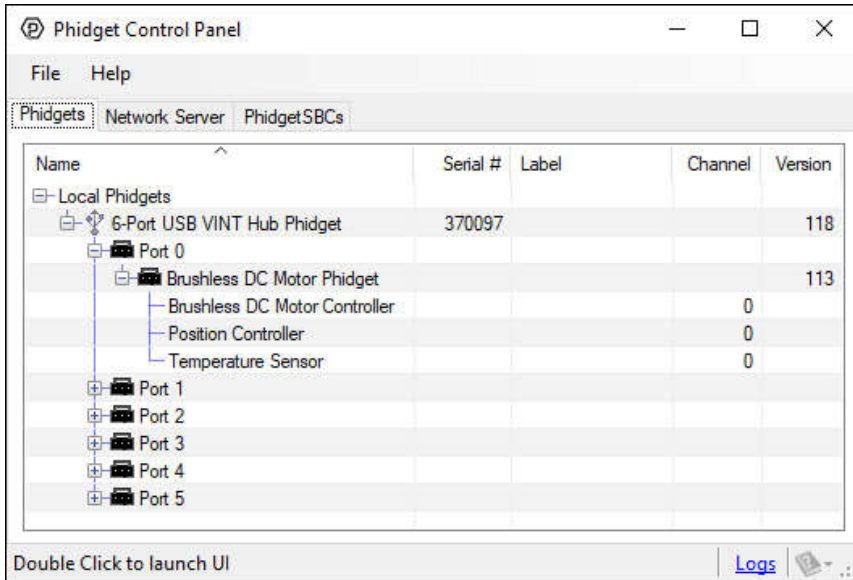 Phidget Control Panel
File Help
Phidgets Network Server PhidgetSBCs
Name Serial # Label Channel Version
Local Phidgets
6-Port USB VINT Hub Phidget 370097 118
Port 0
Brushless DC Motor Phidget 113
Brushless DC Motor Controller 0
Position Controller 0
Temperature Sensor 0
Port 1
Port 2
Port 3
Port 4
Port 5
Double Click to launch UI Logs